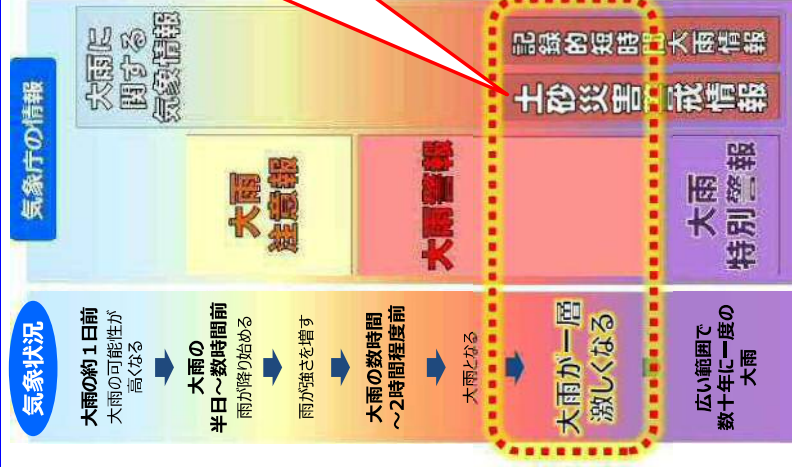 気象状況
大雨の約１日前
大雨の可能性が
高くなる
大雨の
半日～数時間前
雨が降り始める
雨が強さを増す
大雨の数時間
～2時間程度前
大雨となる
大雨が一層
激しくなる
広い範囲で
数十年に一度の
大雨
気象庁の情報
大雨に
関する
気象情報
大雨
注意報
大雨警報
大雨
特別警報
土砂災害警戒情報
記録的短時間大雨情報